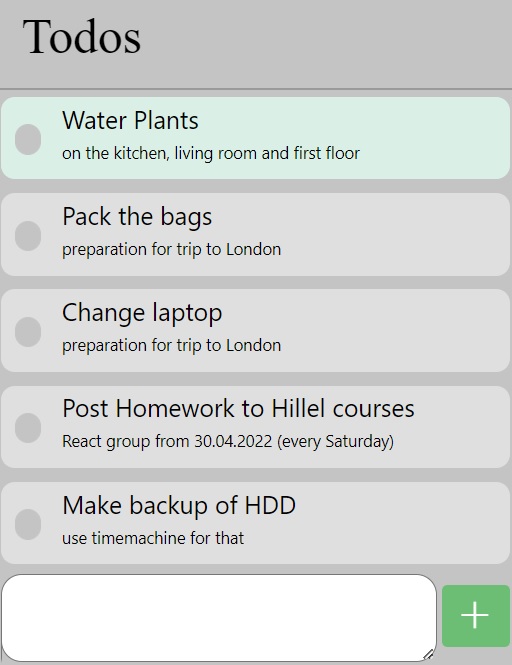 Todos
Water Plants
on the kitchen, living room and first floor
Pack the bags
preparation for trip to London
Change laptop
preparation for trip to London
Post Homework to Hillel courses
React group from 30.04.2022 (every Saturday)
Make backup of HDD
use timemachine for that